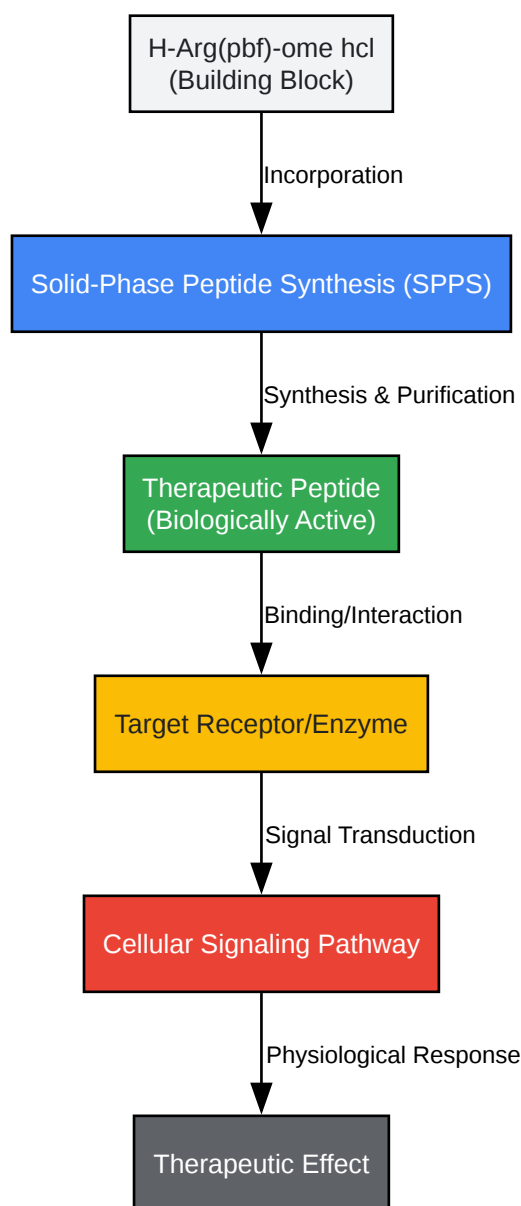 H-Arg(pbf)-ome hcl
(Building Block)
Incorporation
Solid-Phase Peptide Synthesis (SPPS)
Synthesis & Purification
Therapeutic Peptide
(Biologically Active)
Binding/Interaction
Target Receptor/Enzyme
Signal Transduction
Cellular Signaling Pathway
Physiological Response
Therapeutic Effect